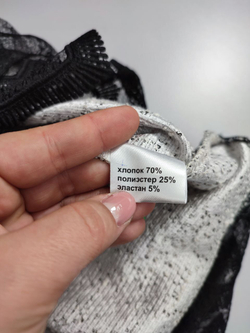 хлопок 70%
полиэстер 25%
эластан 5%